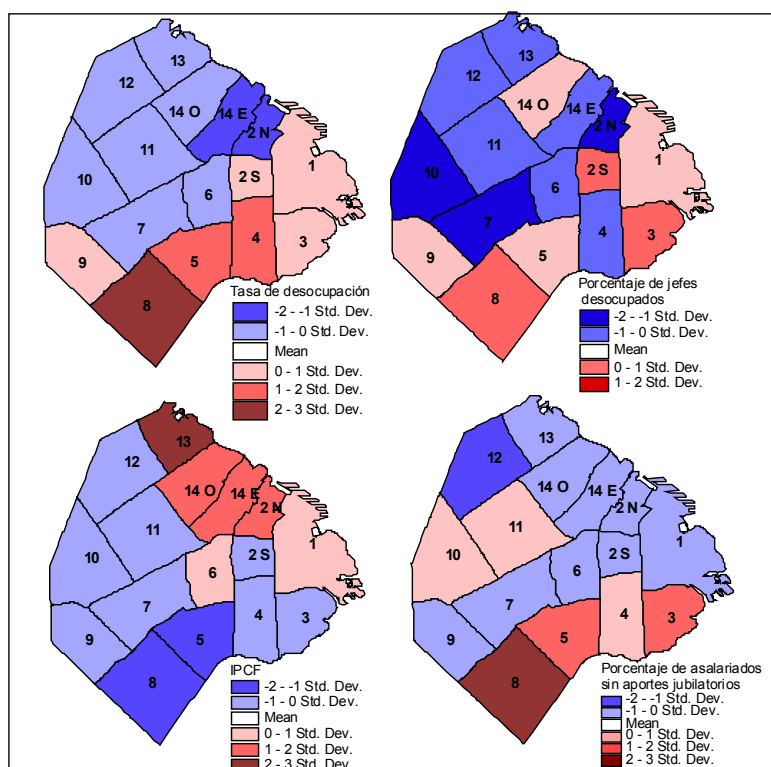 13
12
14 O
14 E
2 N
11
1
10
6
2 S
7
4
3
9
5
8
Tasa de desocupación
-2 - -1 Std. Dev.
-1 - 0 Std. Dev.
Mean
0 - 1 Std. Dev.
1 - 2 Std. Dev.
2 - 3 Std. Dev.
13
12
14 O
14 E
2 N
11
1
10
6
2 S
7
4
3
9
5
8
Porcentaje de jefes
desocupados
-2 - -1 Std. Dev.
-1 - 0 Std. Dev.
Mean
0 - 1 Std. Dev.
1 - 2 Std. Dev.
13
12
14 O
14 E
2 N
11
1
10
6
2 S
7
4
3
9
5
8
IPCF
-2 - -1 Std. Dev.
-1 - 0 Std. Dev.
Mean
0 - 1 Std. Dev.
1 - 2 Std. Dev.
2 - 3 Std. Dev.
13
12
14 O
14 E
2 N
11
1
10
6
2 S
7
4
3
9
5
8
Porcentaje de asalariados
sin aportes jubilatorios
-2 - -1 Std. Dev.
-1 - 0 Std. Dev.
Mean
0 - 1 Std. Dev.
1 - 2 Std. Dev.
2 - 3 Std. Dev.